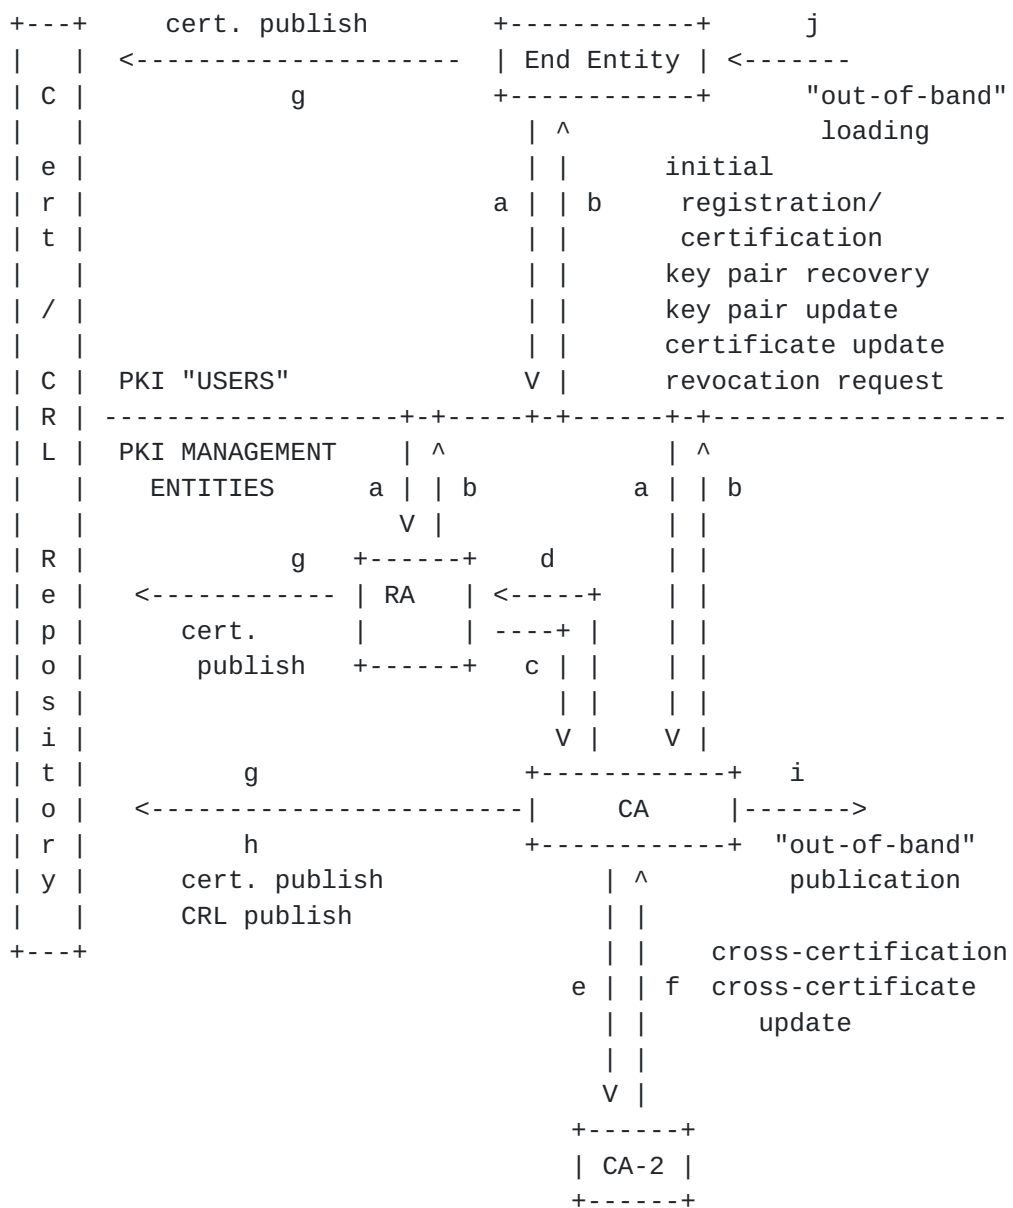 +---+     cert. publish        +------------+      j
|   |  <---------------------  | End Entity | <-------
| C |             g            +------------+      "out-of-band"
|   |                            | ^                loading
| e |                            | |      initial
| r |                          a | | b     registration/
| t |                            | |       certification
|   |                            | |      key pair recovery
| / |                            | |      key pair update
|   |                            | |      certificate update
| C |  PKI "USERS"               V |      revocation request
| R | -------------------+-+-----+-+------+-+-------------------
| L |  PKI MANAGEMENT    | ^              | ^
|   |    ENTITIES      a | | b          a | | b
|   |                    V |              | |
| R |             g   +------+    d       | |
| e |   <------------ | RA   | <-----+    | |
| p |      cert.      |      | ----+ |    | |
| o |       publish   +------+   c | |    | |
| s |                              | |    | |
| i |                              V |    V |
| t |          g                 +------------+   i
| o |   <------------------------|     CA     |------->
| r |          h                 +------------+  "out-of-band"
| y |      cert. publish              | ^         publication
|   |      CRL publish                | |
+---+                                 | |    cross-certification
                                    e | | f  cross-certificate
                                      | |       update
                                      | |
                                      V |
                                    +------+
                                    | CA-2 |
                                    +------+